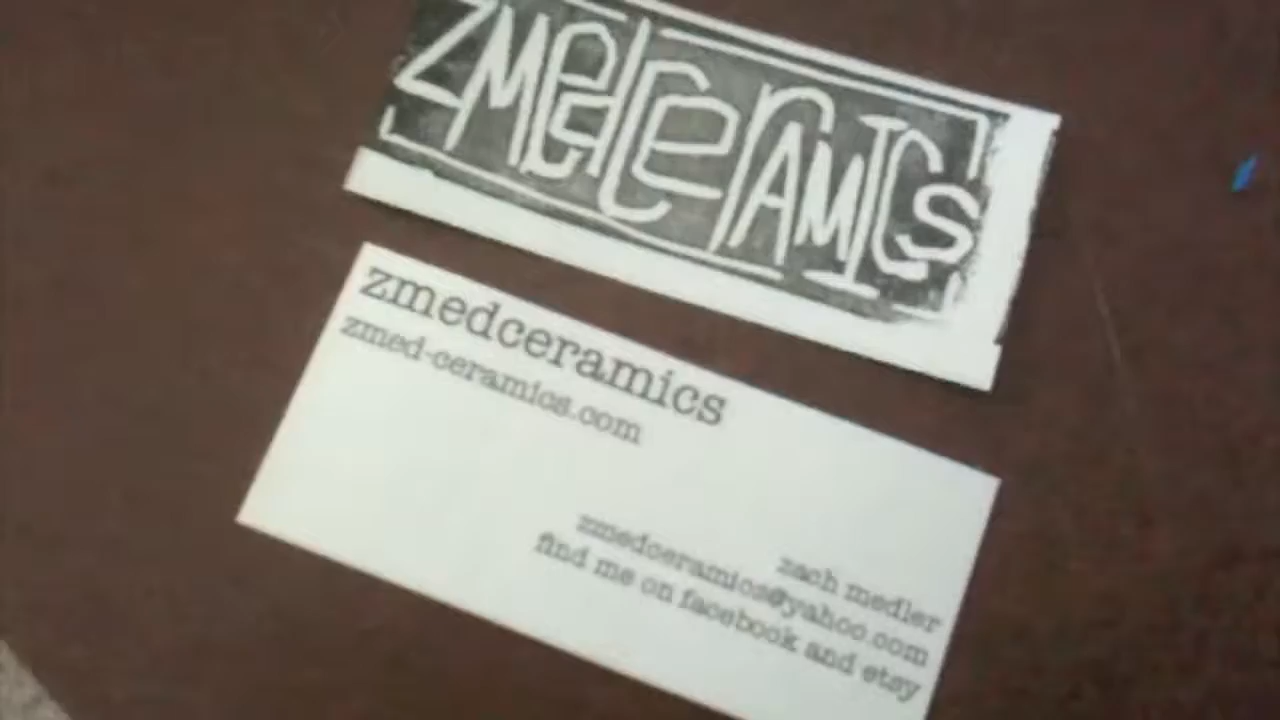 ZMedCerAMICs
zmedceramics
zmed-ceramics.com
zach medler
zmedceramics@yahoo.com
find me on facebook and etsy